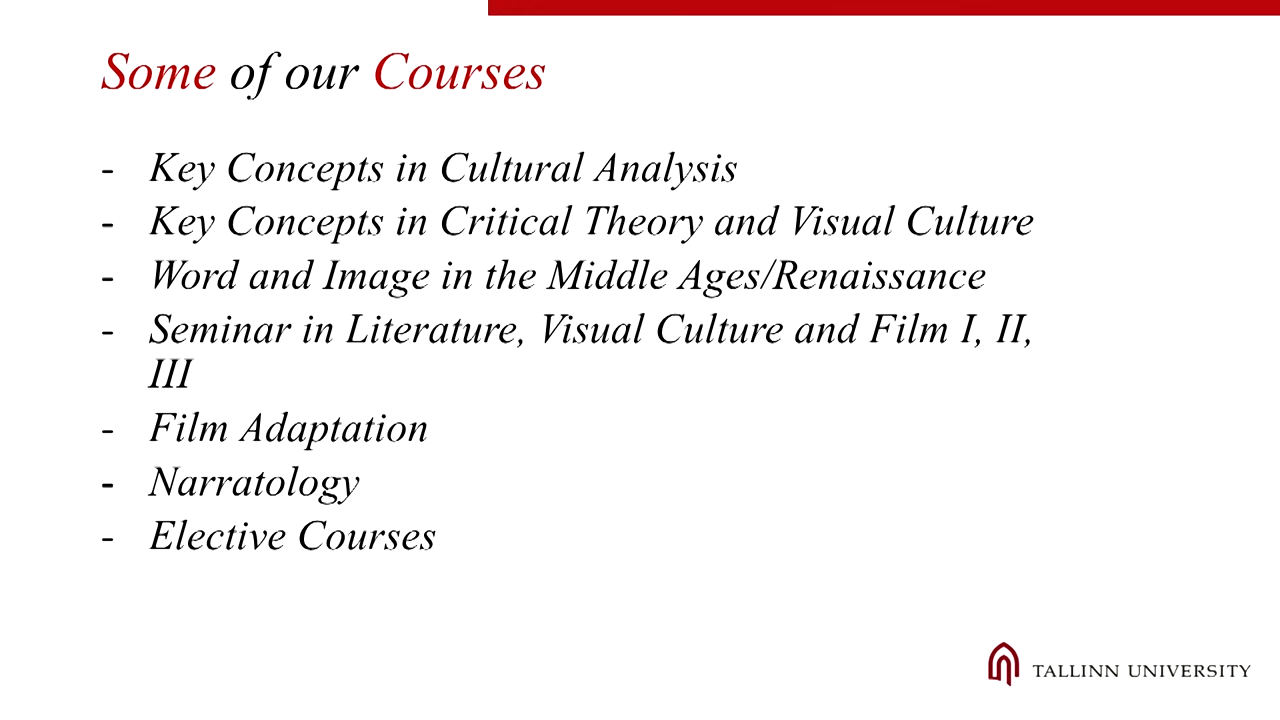 Some of our Courses
- Key Concepts in Cultural Analysis
- Key Concepts in Critical Theory and Visual Culture
- Word and Image in the Middle Ages/Renaissance
- Seminar in Literature, Visual Culture and Film I, II,
III
- Film Adaptation
- Narratology
- Elective Courses
TALLINN UNIVERSITY